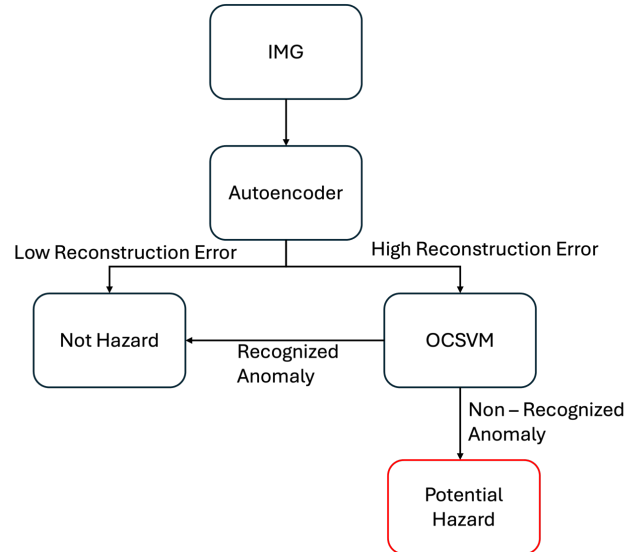 IMG
Autoencoder
Low Reconstruction Error
High Reconstruction Error
Not Hazard
OCSVM
Recognized
Anomaly
Non – Recognized
Anomaly
Potential
Hazard